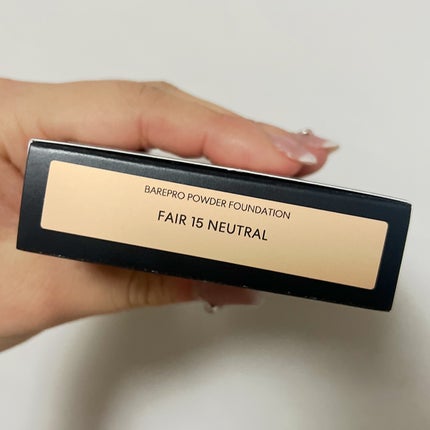 BAREPRO POWDER FOUNDATION
FAIR 15 NEUTRAL